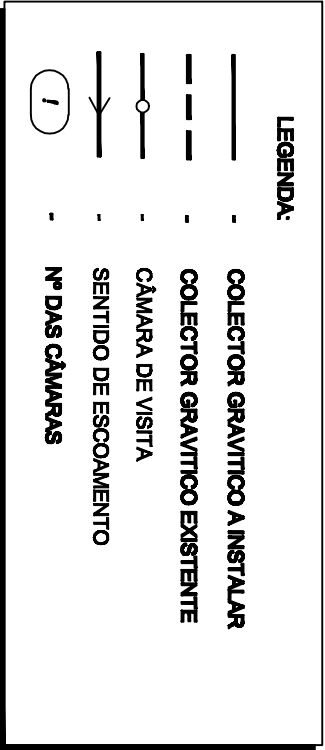 LEGENDA:
- COLECTOR GRAVITICO A INSTALAR
- COLECTOR GRAVITICO EXISTENTE
- CÂMARA DE VISITA
- SENTIDO DE ESCOAMENTO
! - Nº DAS CÂMARAS